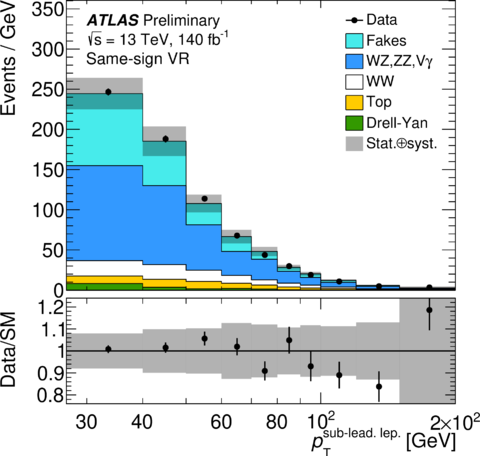 Events / GeV
350
300
250
200
150
100
50
0
ATLAS Preliminary
√s = 13 TeV, 140 fb⁻¹
Same-sign VR
Data
Fakes
WZ,ZZ,Vγ
WW
Top
Drell-Yan
Stat.⊕syst.
Data/SM
1.2
1.1
1
0.9
0.8
30 40 50 60 70 80 10² 2×10²
p_T^sub-lead. lep. [GeV]